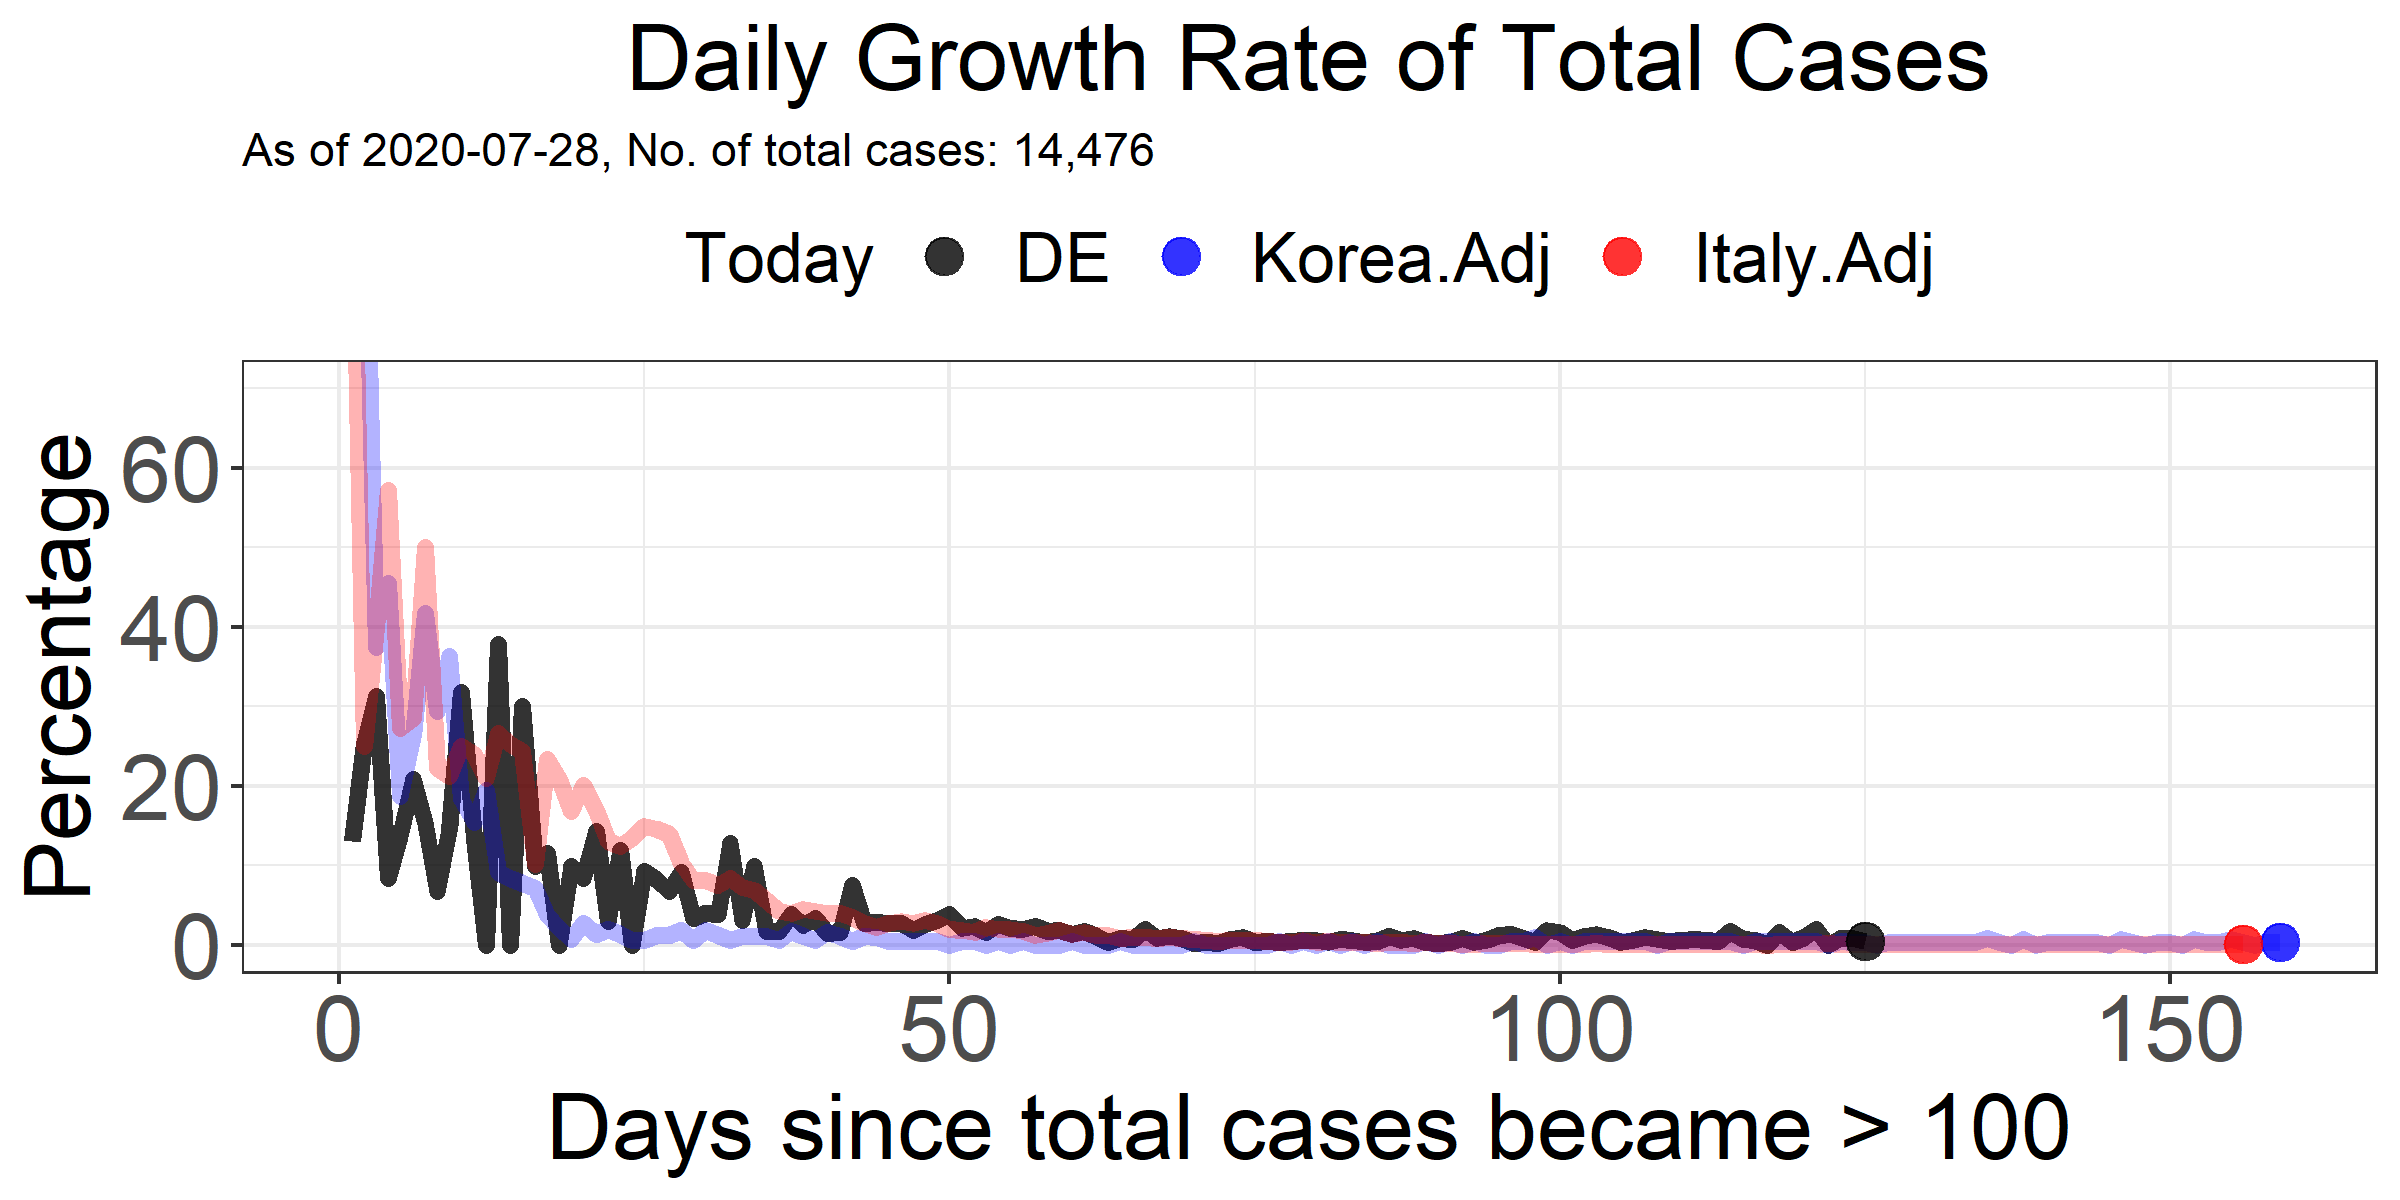 Daily Growth Rate of Total Cases
As of 2020-07-28, No. of total cases: 14,476
Today DE Korea.Adj Italy.Adj
Percentage
60
40
20
0
0 50 100 150
Days since total cases became > 100